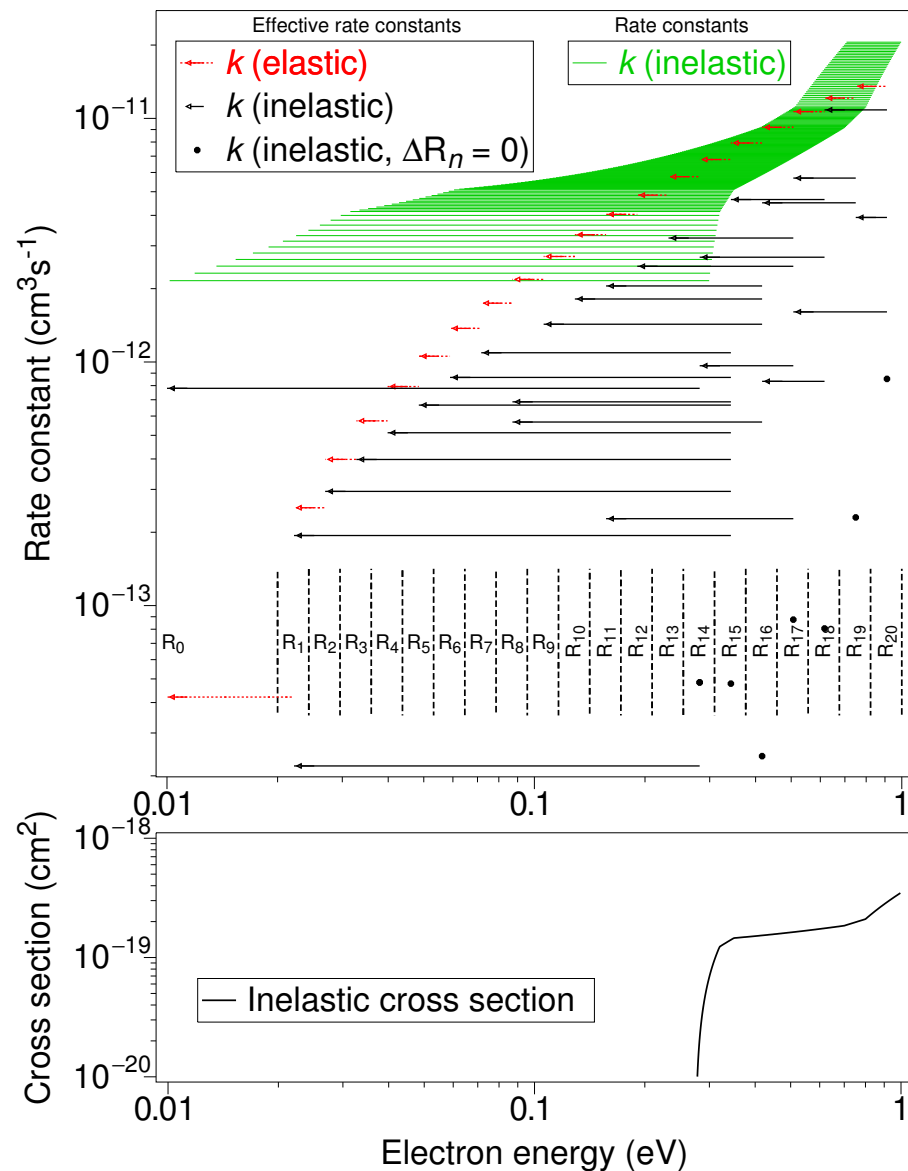 Effective rate constants
Rate constants
k (elastic)
k (inelastic)
k (inelastic)
k (inelastic, ΔRₙ = 0)
Rate constant (cm³s⁻¹)
10⁻¹¹
10⁻¹²
10⁻¹³
R₀ R₁ R₂ R₃ R₄ R₅ R₆ R₇ R₈ R₉ R₁₀ R₁₁ R₁₂ R₁₃ R₁₄ R₁₅ R₁₆ R₁₇ R₁₈ R₁₉ R₂₀
0.01 0.1 1
Cross section (cm²)
10⁻¹⁸
10⁻¹⁹
10⁻²⁰
Inelastic cross section
0.01 0.1 1
Electron energy (eV)